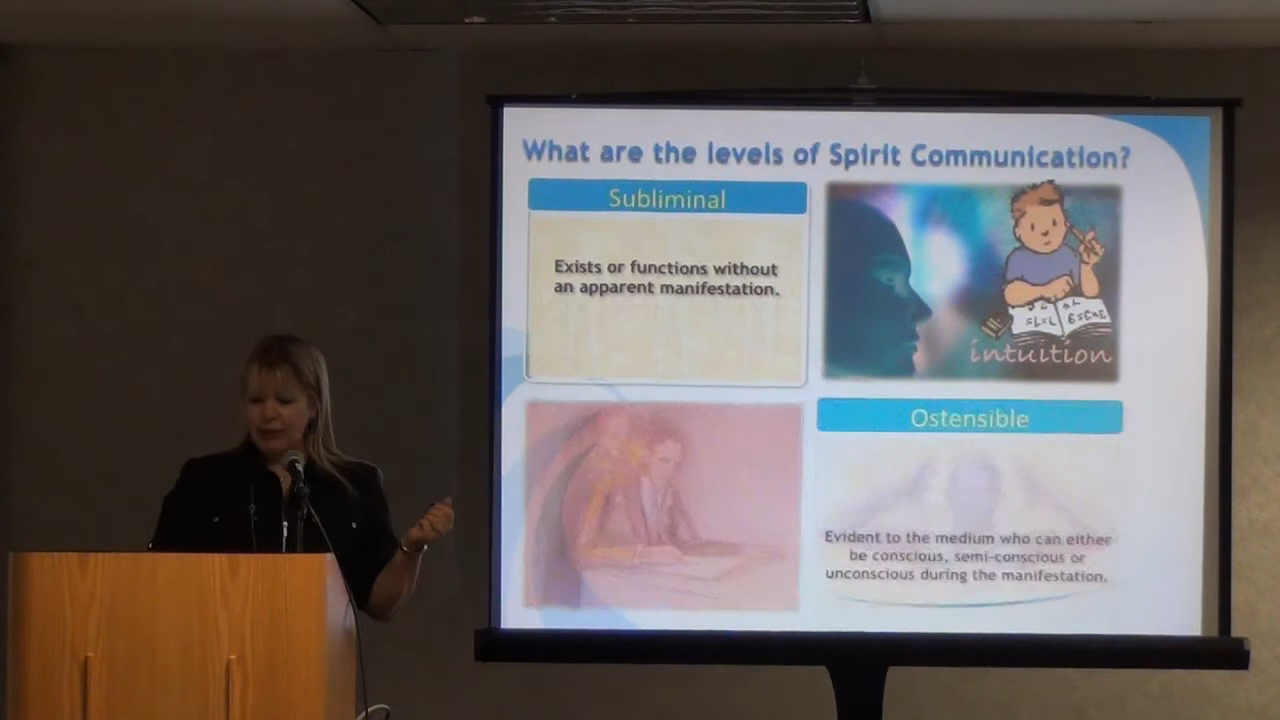 What are the levels of Spirit Communication?
Subliminal
Exists or functions without
an apparent manifestation.
intuition
Ostensible
Evident to the medium who can either
be conscious, semi-conscious or
unconscious during the manifestation.